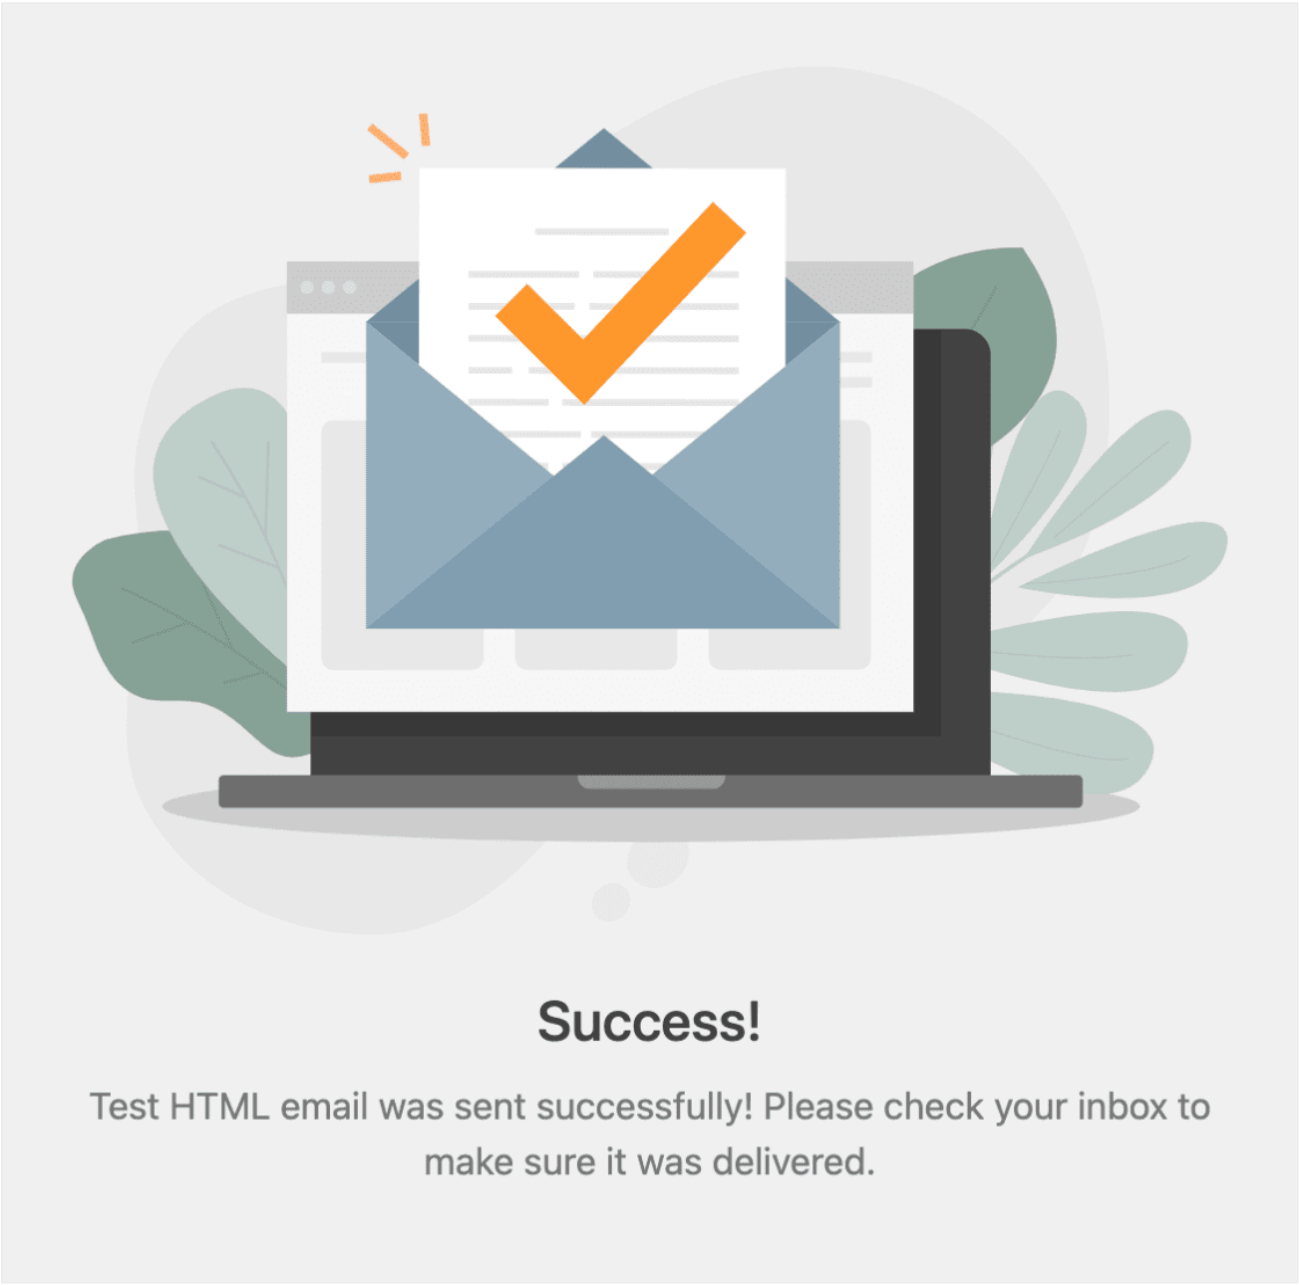 Success!
Test HTML email was sent successfully! Please check your inbox to
make sure it was delivered.